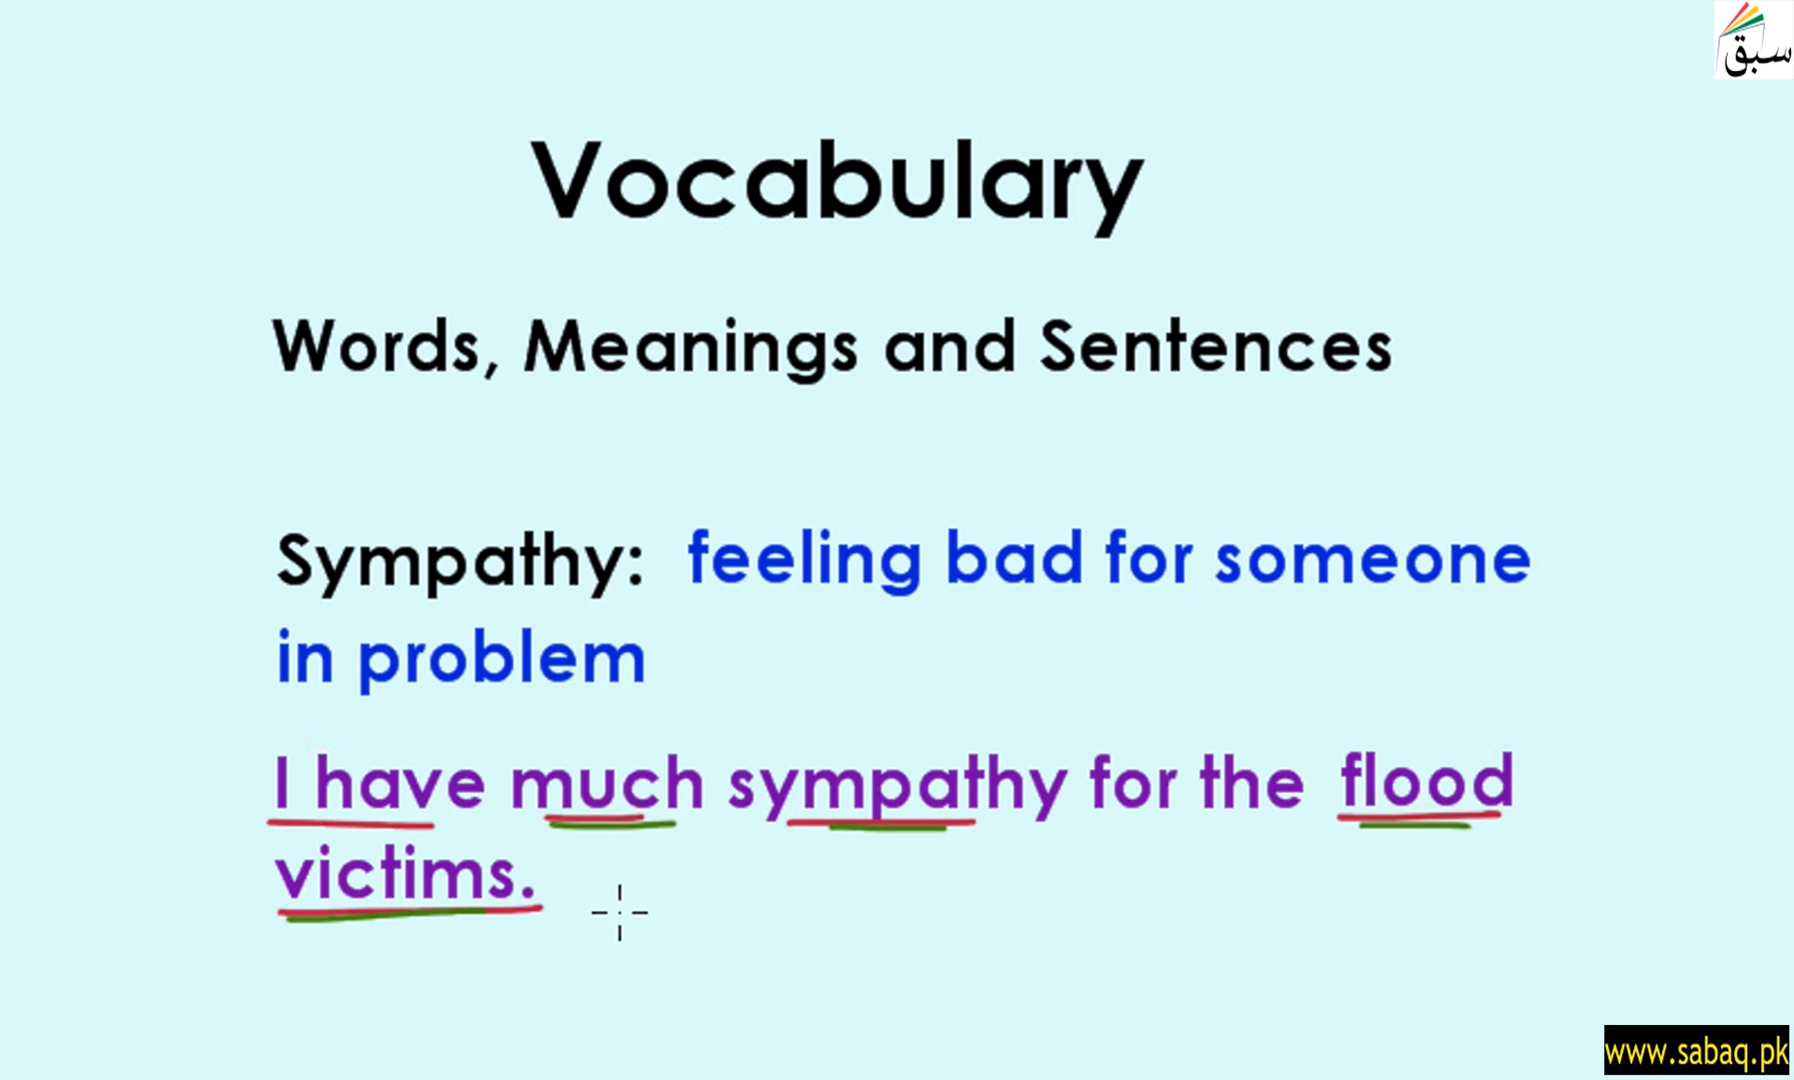 سبق
Vocabulary
Words, Meanings and Sentences
Sympathy: feeling bad for someone
in problem
I have much sympathy for the flood
victims.
www.sabaq.pk